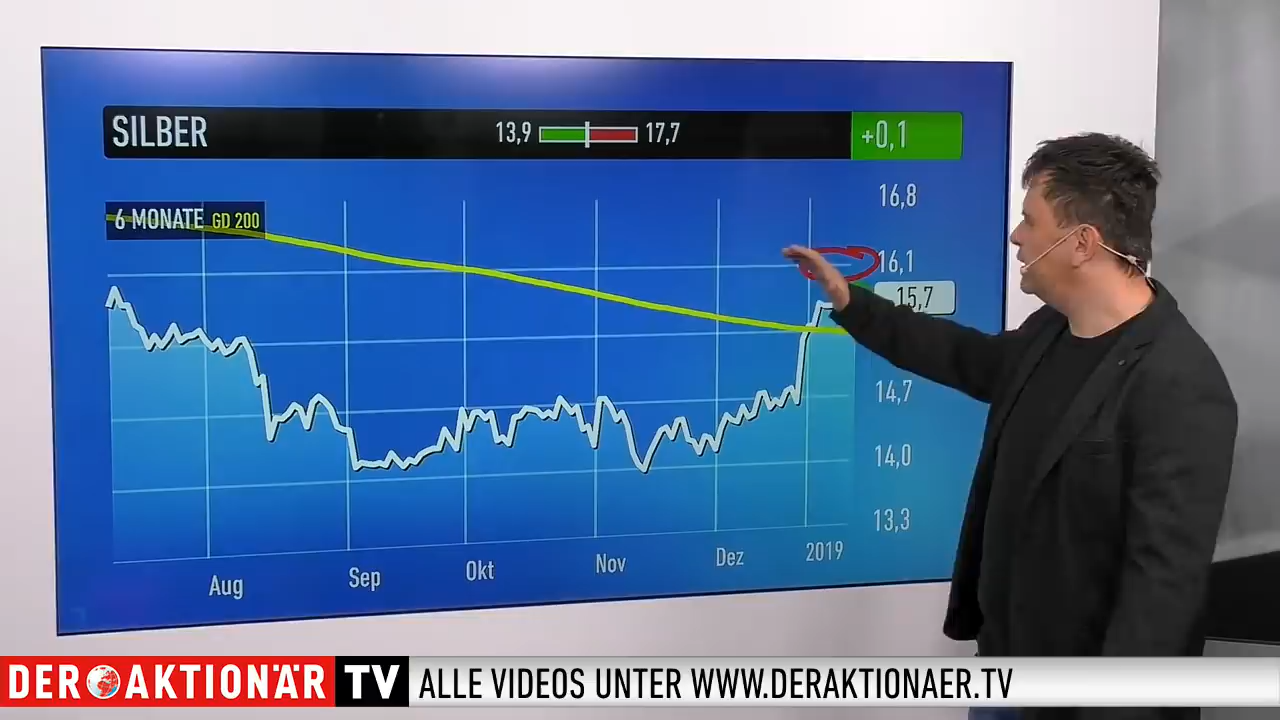 SILBER 13,9 17,7 +0,1
6 MONATE GD 200
16,8
16,1
15,7
14,7
14,0
13,3
Aug Sep Okt Nov Dez 2019
DER AKTIONÄR TV ALLE VIDEOS UNTER WWW.DERAKTIONAER.TV